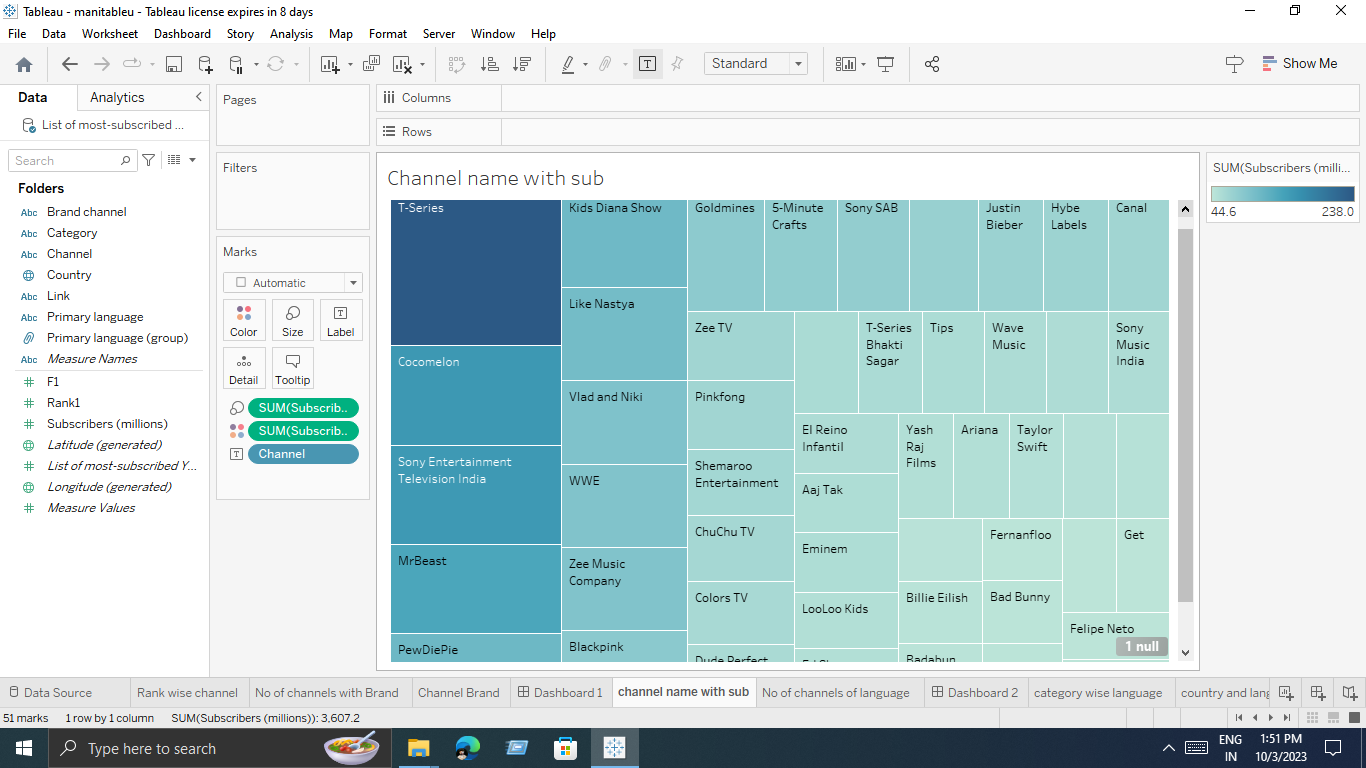 Tableau - manitableu - Tableau license expires in 8 days
File Data Worksheet Dashboard Story Analysis Map Format Server Window Help
Standard
Show Me
Data Analytics
List of most-subscribed ...
Search
Folders
Abc Brand channel
Abc Category
Abc Channel
Country
Abc Link
Abc Primary language
Primary language (group)
Abc Measure Names
# F1
# Rank1
# Subscribers (millions)
Latitude (generated)
# List of most-subscribed Y...
Longitude (generated)
# Measure Values
Pages
Filters
Marks
Automatic
Color
Size
Label
Detail
Tooltip
SUM(Subscrib..
SUM(Subscrib..
Channel
Columns
Rows
Channel name with sub
T-Series
Cocomelon
Sony Entertainment
Television India
MrBeast
PewDiePie
Kids Diana Show
Like Nastya
Vlad and Niki
WWE
Zee Music
Company
Blackpink
Goldmines
5-Minute
Crafts
Sony SAB
Justin
Bieber
Hybe
Labels
Canal
Zee TV
Pinkfong
Shemaroo
Entertainment
ChuChu TV
Colors TV
Dude Perfect
T-Series
Bhakti
Sagar
Tips
Wave
Music
Sony
Music
India
El Reino
Infantil
Aaj Tak
Eminem
LooLoo Kids
Yash
Raj
Films
Ariana
Taylor
Swift
Billie Eilish
Badabun
Fernanfloo
Bad Bunny
Get
Felipe Neto
1 null
SUM(Subscribers (milli...
44.6 238.0
Data Source
Rank wise channel
No of channels with Brand
Channel Brand
Dashboard 1
channel name with sub
No of channels of language
Dashboard 2
category wise language
country and lang
51 marks 1 row by 1 column SUM(Subscribers (millions)): 3,607.2
Type here to search
ENG
IN
1:51 PM
10/3/2023